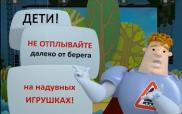 ДЕТИ!
НЕ ОТПЛЫВАЙТЕ
далеко от берега
на надувных
ИГРУШКАХ!